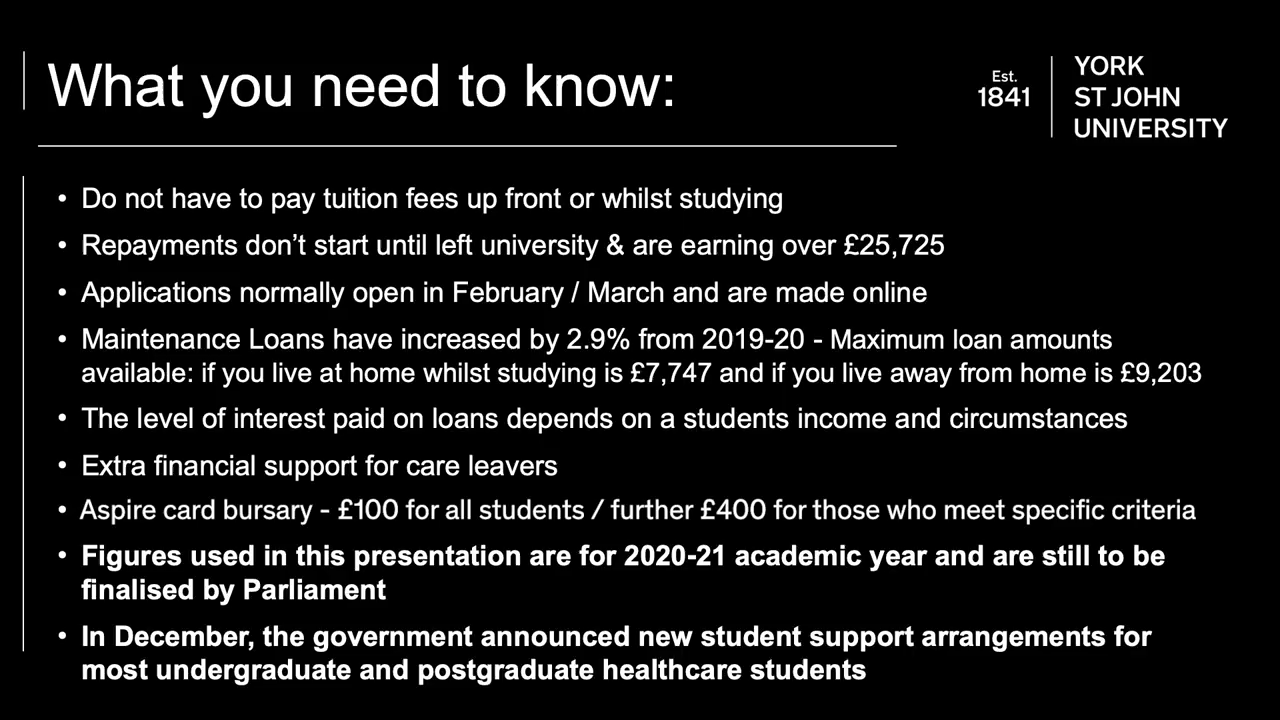 What you need to know:
Est.
1841
YORK
ST JOHN
UNIVERSITY
• Do not have to pay tuition fees up front or whilst studying
• Repayments don’t start until left university & are earning over £25,725
• Applications normally open in February / March and are made online
• Maintenance Loans have increased by 2.9% from 2019-20 - Maximum loan amounts
available: if you live at home whilst studying is £7,747 and if you live away from home is £9,203
• The level of interest paid on loans depends on a students income and circumstances
• Extra financial support for care leavers
• Aspire card bursary - £100 for all students / further £400 for those who meet specific criteria
• Figures used in this presentation are for 2020-21 academic year and are still to be
finalised by Parliament
• In December, the government announced new student support arrangements for
most undergraduate and postgraduate healthcare students